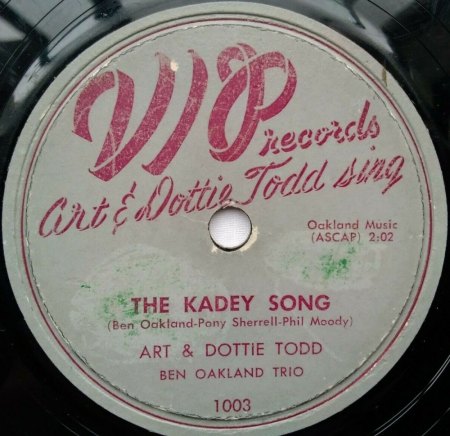 VIP records
Art & Dottie Todd sing
Oakland Music
(ASCAP) 2:02
THE KADEY SONG
(Ben Oakland-Pony Sherrell-Phil Moody)
ART & DOTTIE TODD
BEN OAKLAND TRIO
1003